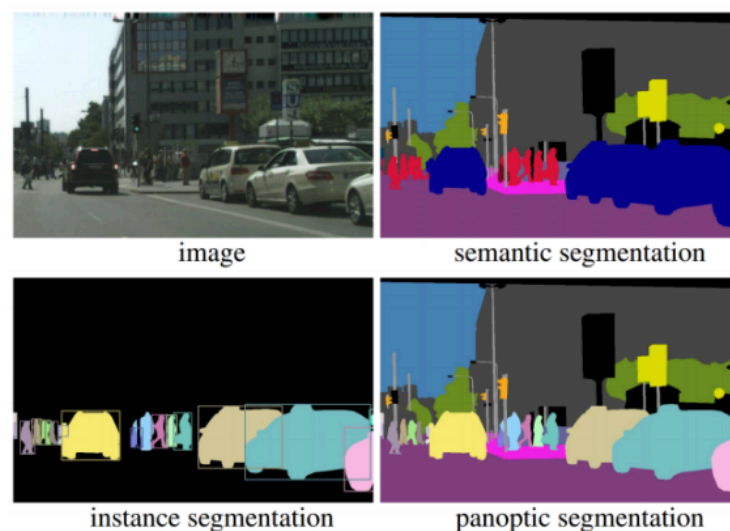 image
semantic segmentation
instance segmentation
panoptic segmentation